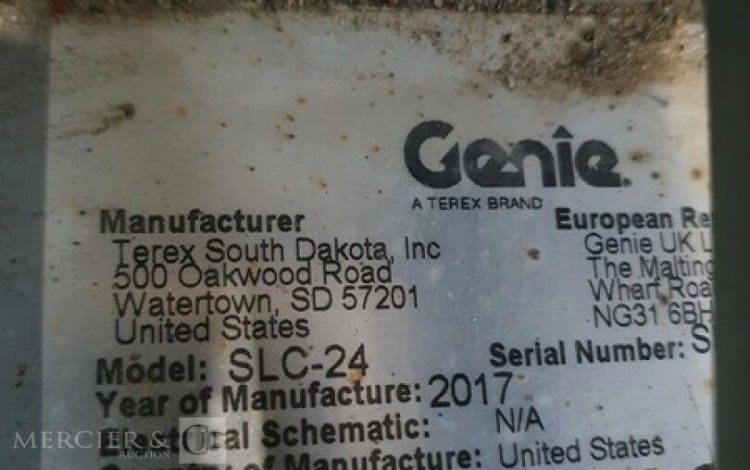 Genie.
A TEREX BRAND
Manufacturer
Terex South Dakota, Inc
500 Oakwood Road
Watertown, SD 57201
United States
European Re
Genie UK L
The Malting
Wharf Roa
NG31 6BH
Model: SLC-24
Serial Number: S
Year of Manufacture: 2017
Electrical Schematic: N/A
Country of Manufacture: United States
MERCIER & C
AUCTION